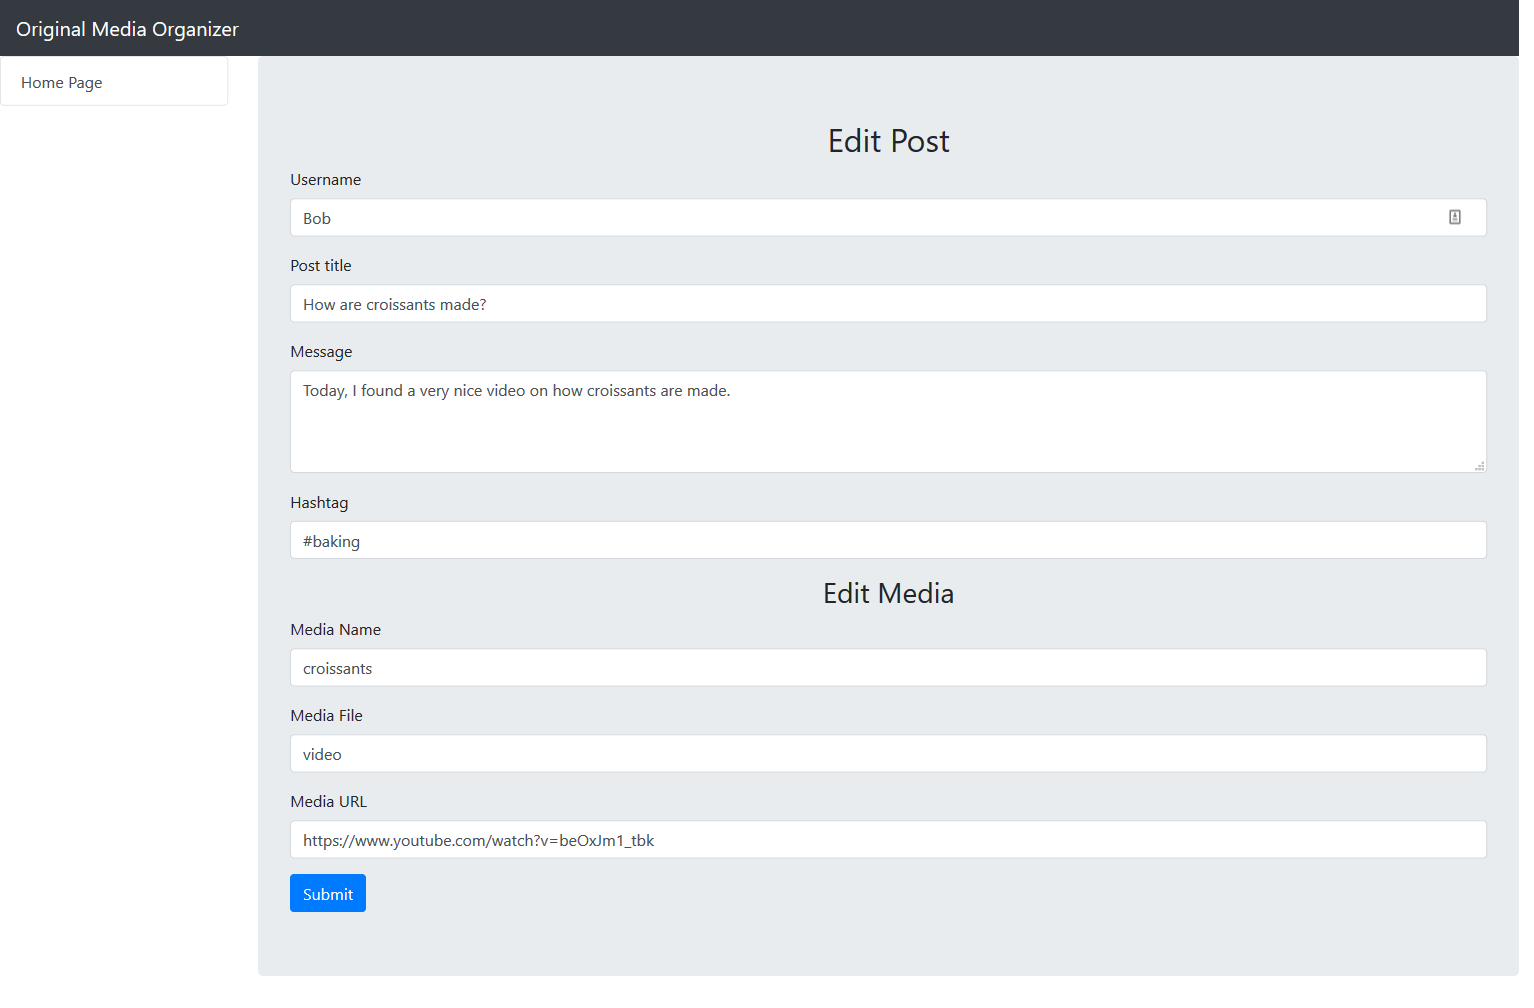 Original Media Organizer
Home Page
Edit Post
Username
Bob
Post title
How are croissants made?
Message
Today, I found a very nice video on how croissants are made.
Hashtag
#baking
Edit Media
Media Name
croissants
Media File
video
Media URL
https://www.youtube.com/watch?v=beOxJm1_tbk
Submit